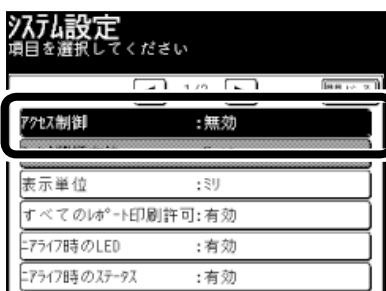 システム設定
項目を選択してください
1/2
アクセス制御 :無効
表示単位 :ミリ
すべてのレポート印刷許可:有効
ニアライフ時のLED :有効
ニアライフ時のステータス :有効